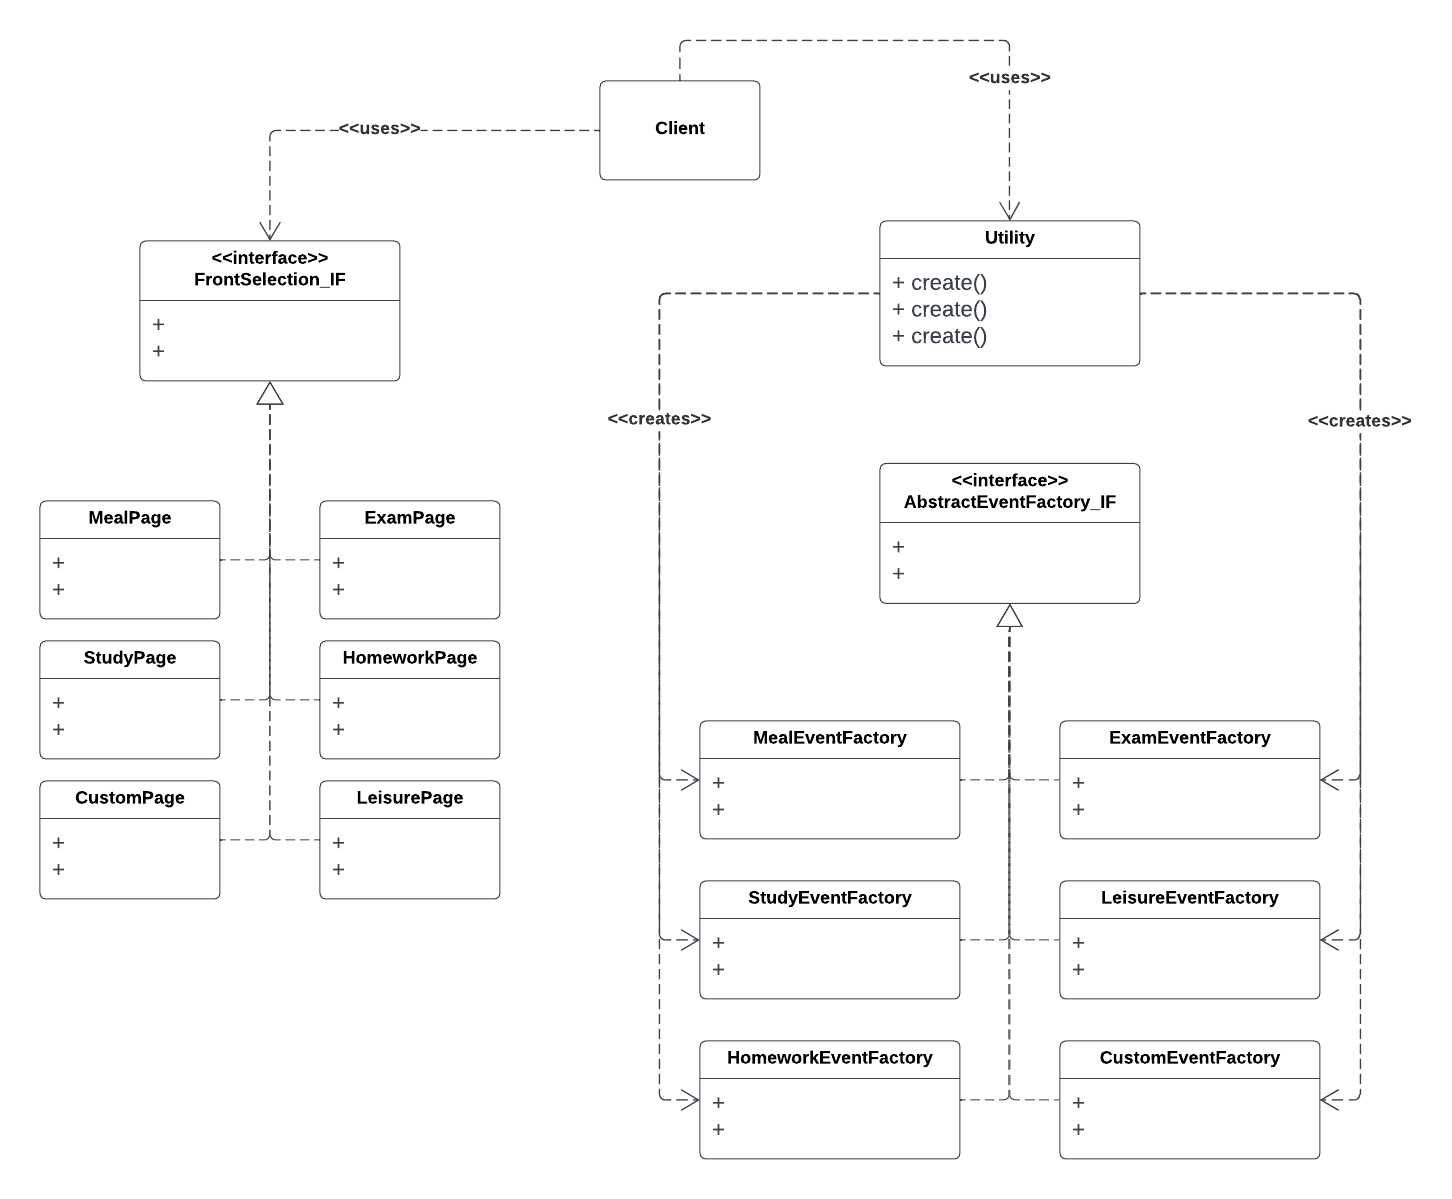 <<uses>>
<<uses>>
Client
<<interface>>
FrontSelection_IF
+
+
Utility
+ create()
+ create()
+ create()
<<creates>>
<<creates>>
<<interface>>
AbstractEventFactory_IF
+
+
MealPage
+
+
ExamPage
+
+
StudyPage
+
+
HomeworkPage
+
+
CustomPage
+
+
LeisurePage
+
+
MealEventFactory
+
+
ExamEventFactory
+
+
StudyEventFactory
+
+
LeisureEventFactory
+
+
HomeworkEventFactory
+
+
CustomEventFactory
+
+